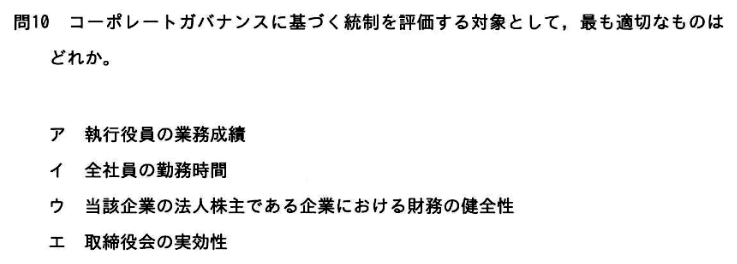 問10 コーポレートガバナンスに基づく統制を評価する対象として，最も適切なものは
どれか。
ア 執行役員の業務成績
イ 全社員の勤務時間
ウ 当該企業の法人株主である企業における財務の健全性
エ 取締役会の実効性